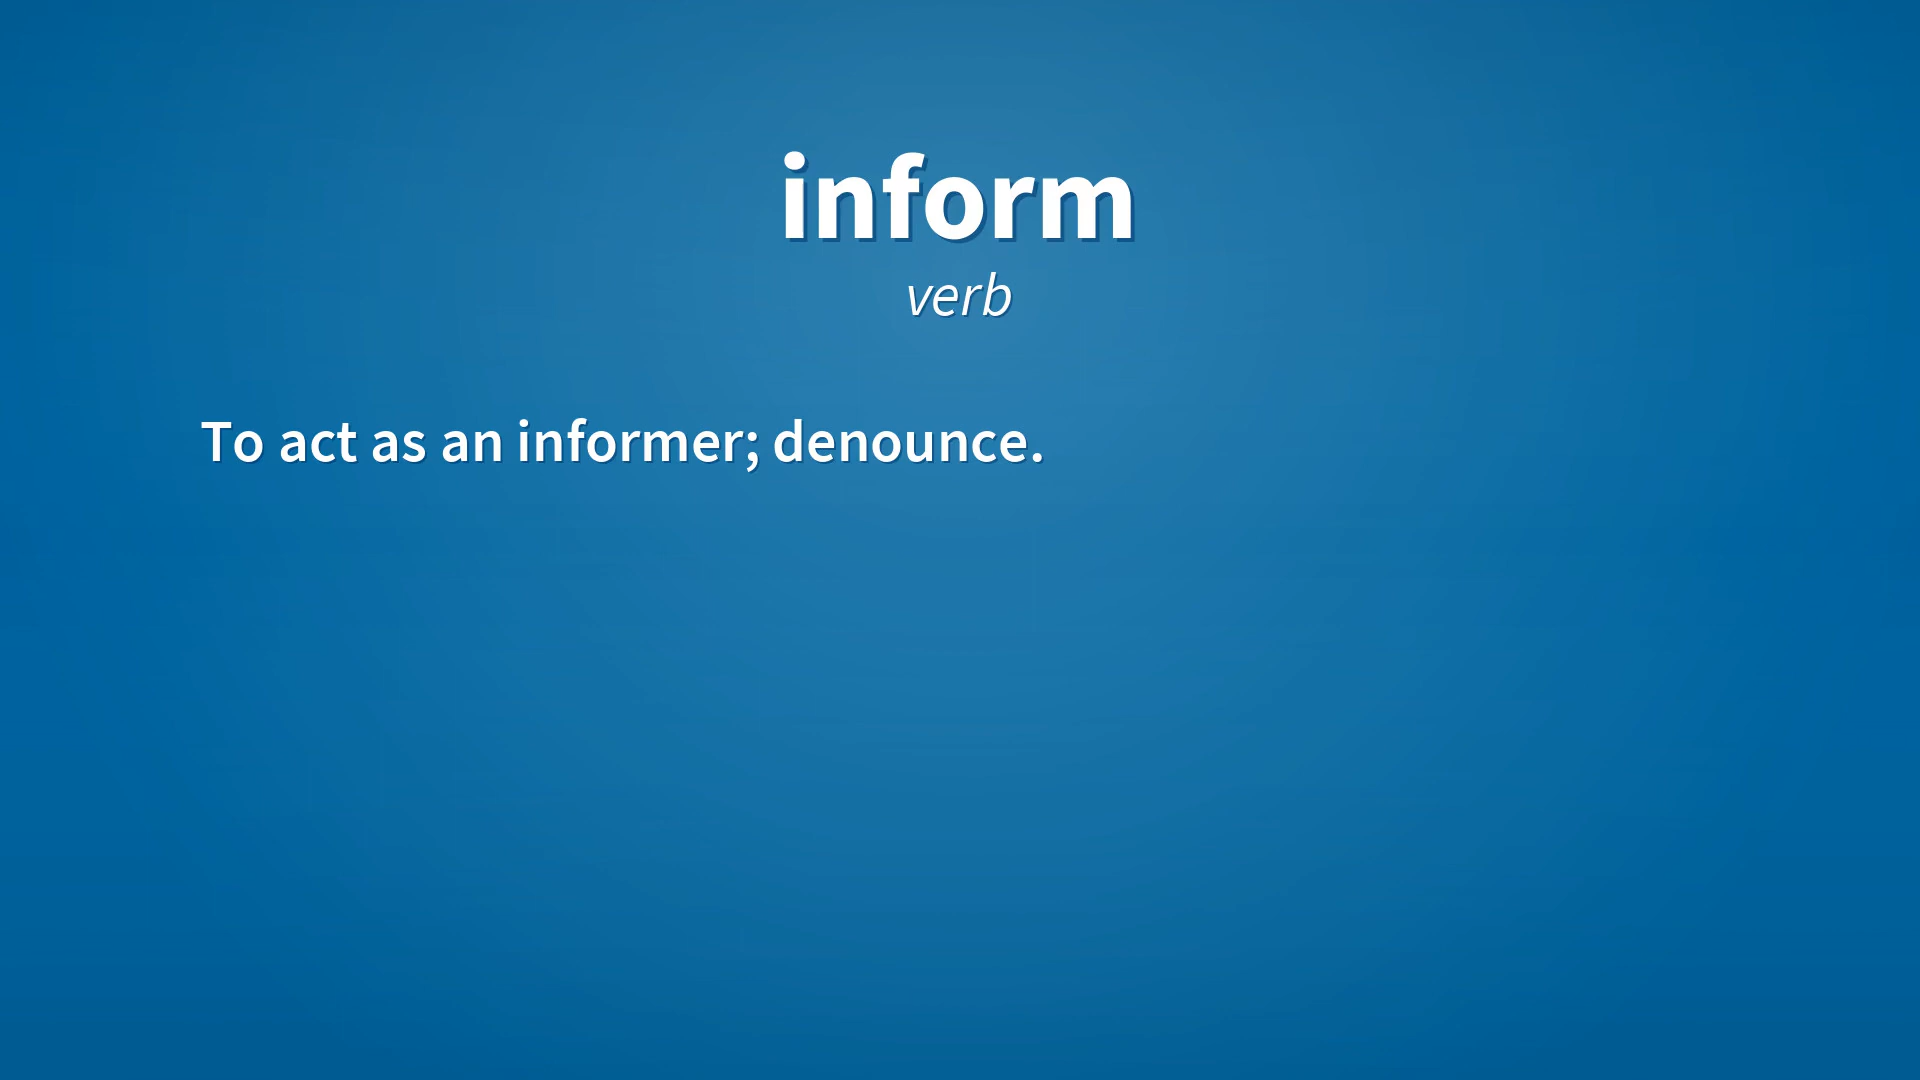 inform
verb
To act as an informer; denounce.